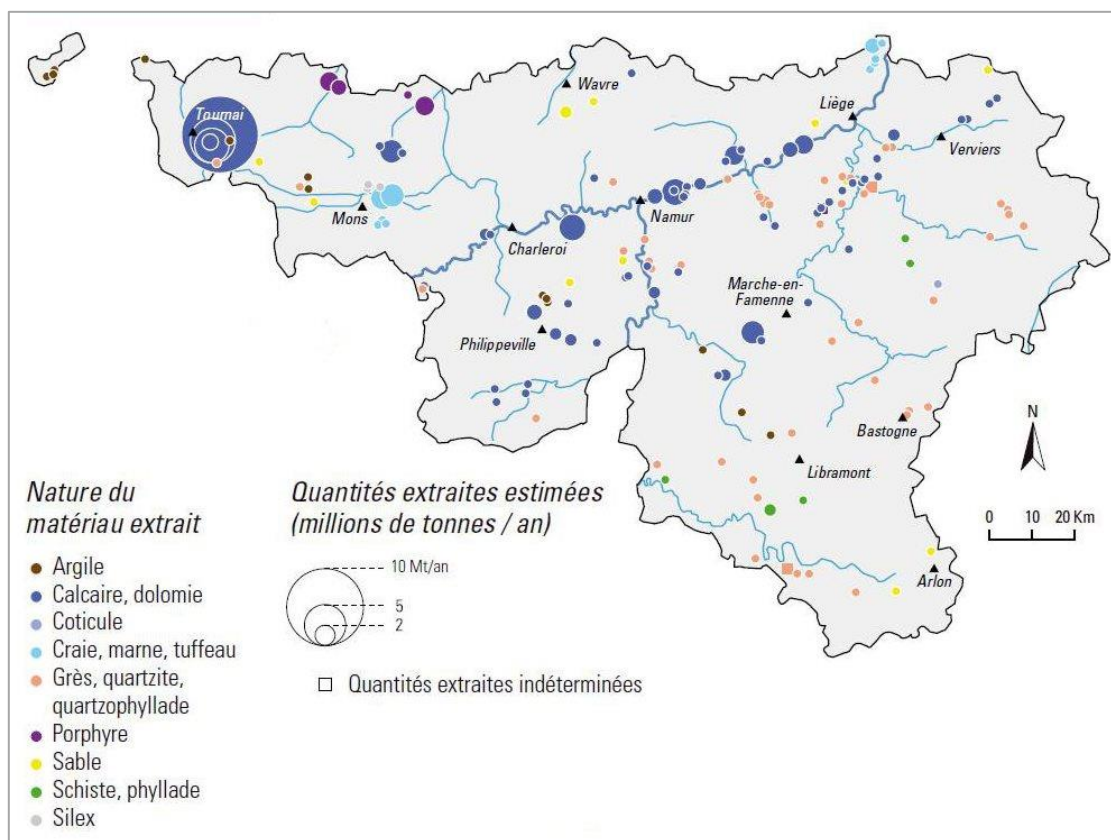 Wavre
Tournai
Liège
Verviers
Mons
Namur
Charleroi
Marche-en-
Famenne
Philippeville
Bastogne
N
Libramont
Nature du
matériau extrait
Quantités extraites estimées
(millions de tonnes / an)
0 10 20 Km
Argile
10 Mt/an
Arlon
Calcaire, dolomie
5
Coticule
2
Craie, marne, tuffeau
Grès, quartzite,
quartzophyllade
Quantités extraites indéterminées
Porphyre
Sable
Schiste, phyllade
Silex